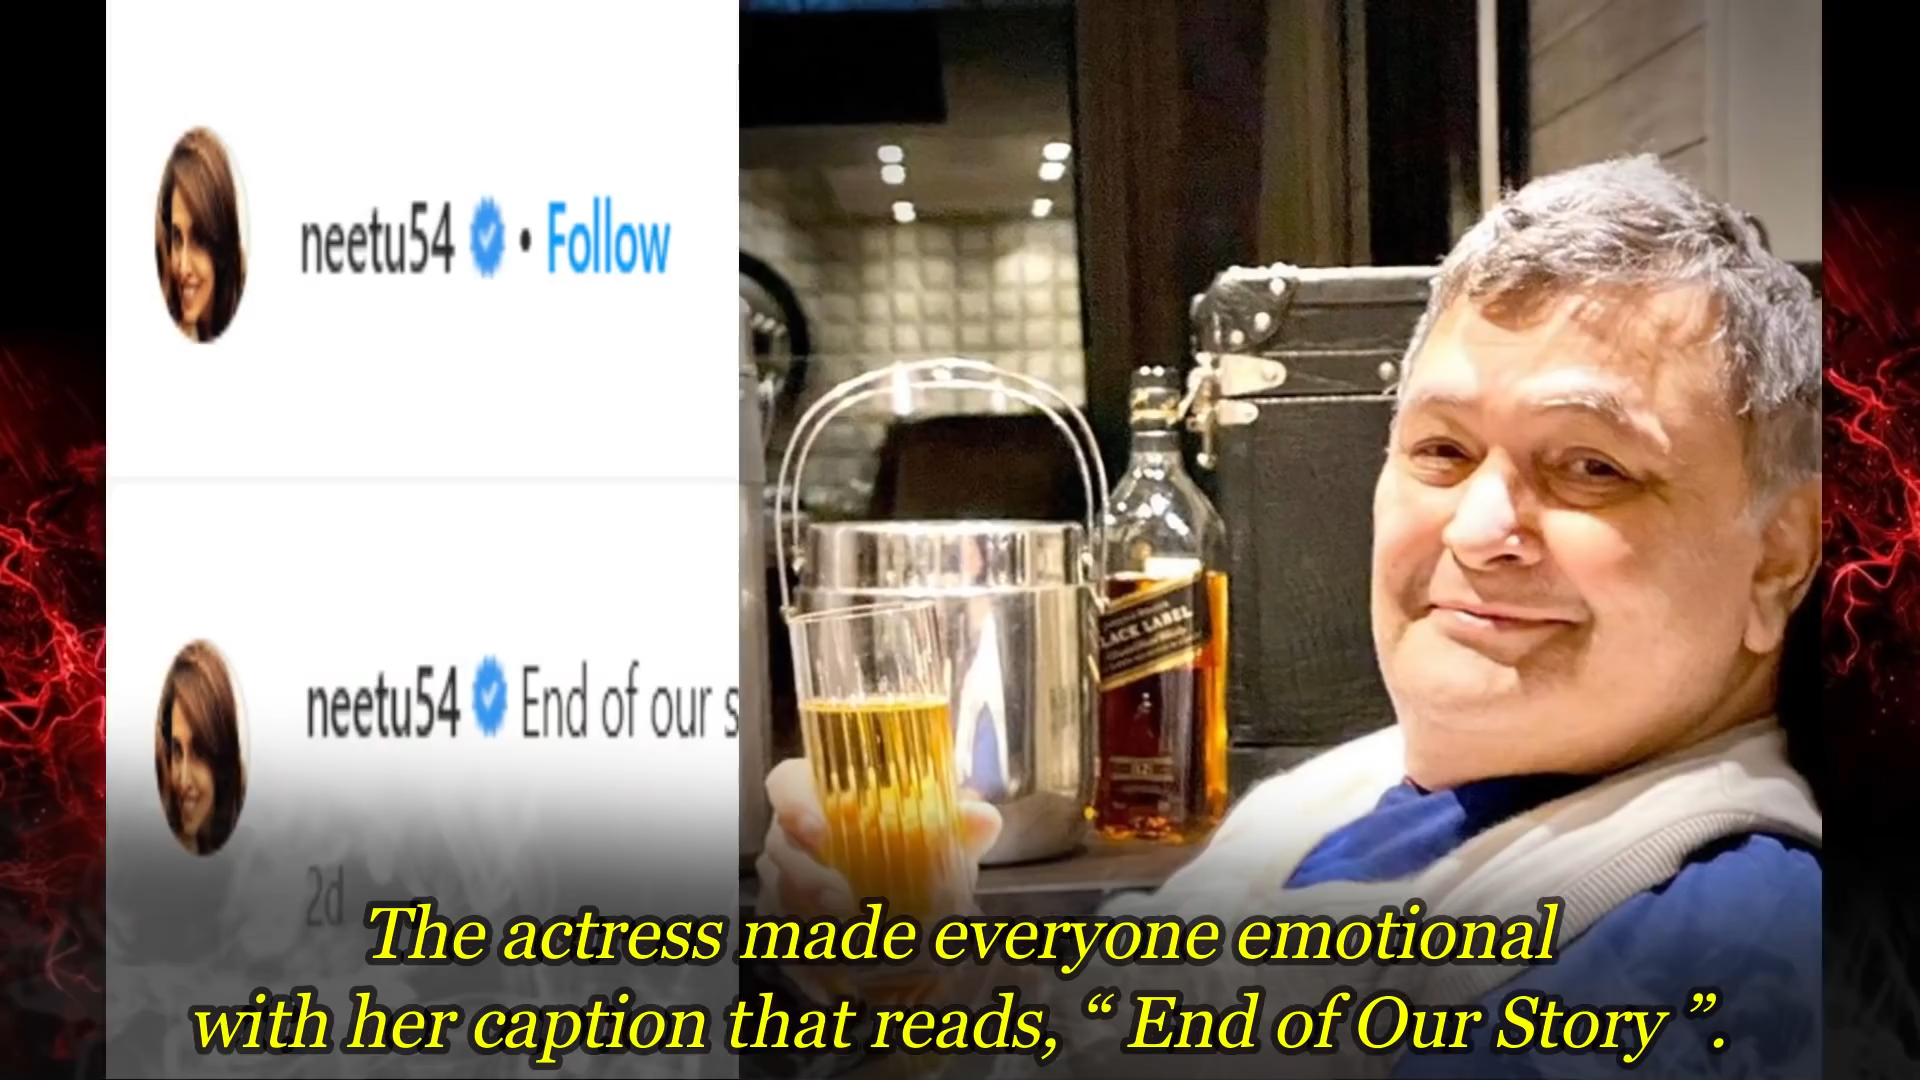 neetu54 • Follow
neetu54 End of our s
2d
BLACK LABEL
The actress made everyone emotional
with her caption that reads, “ End of Our Story ”.